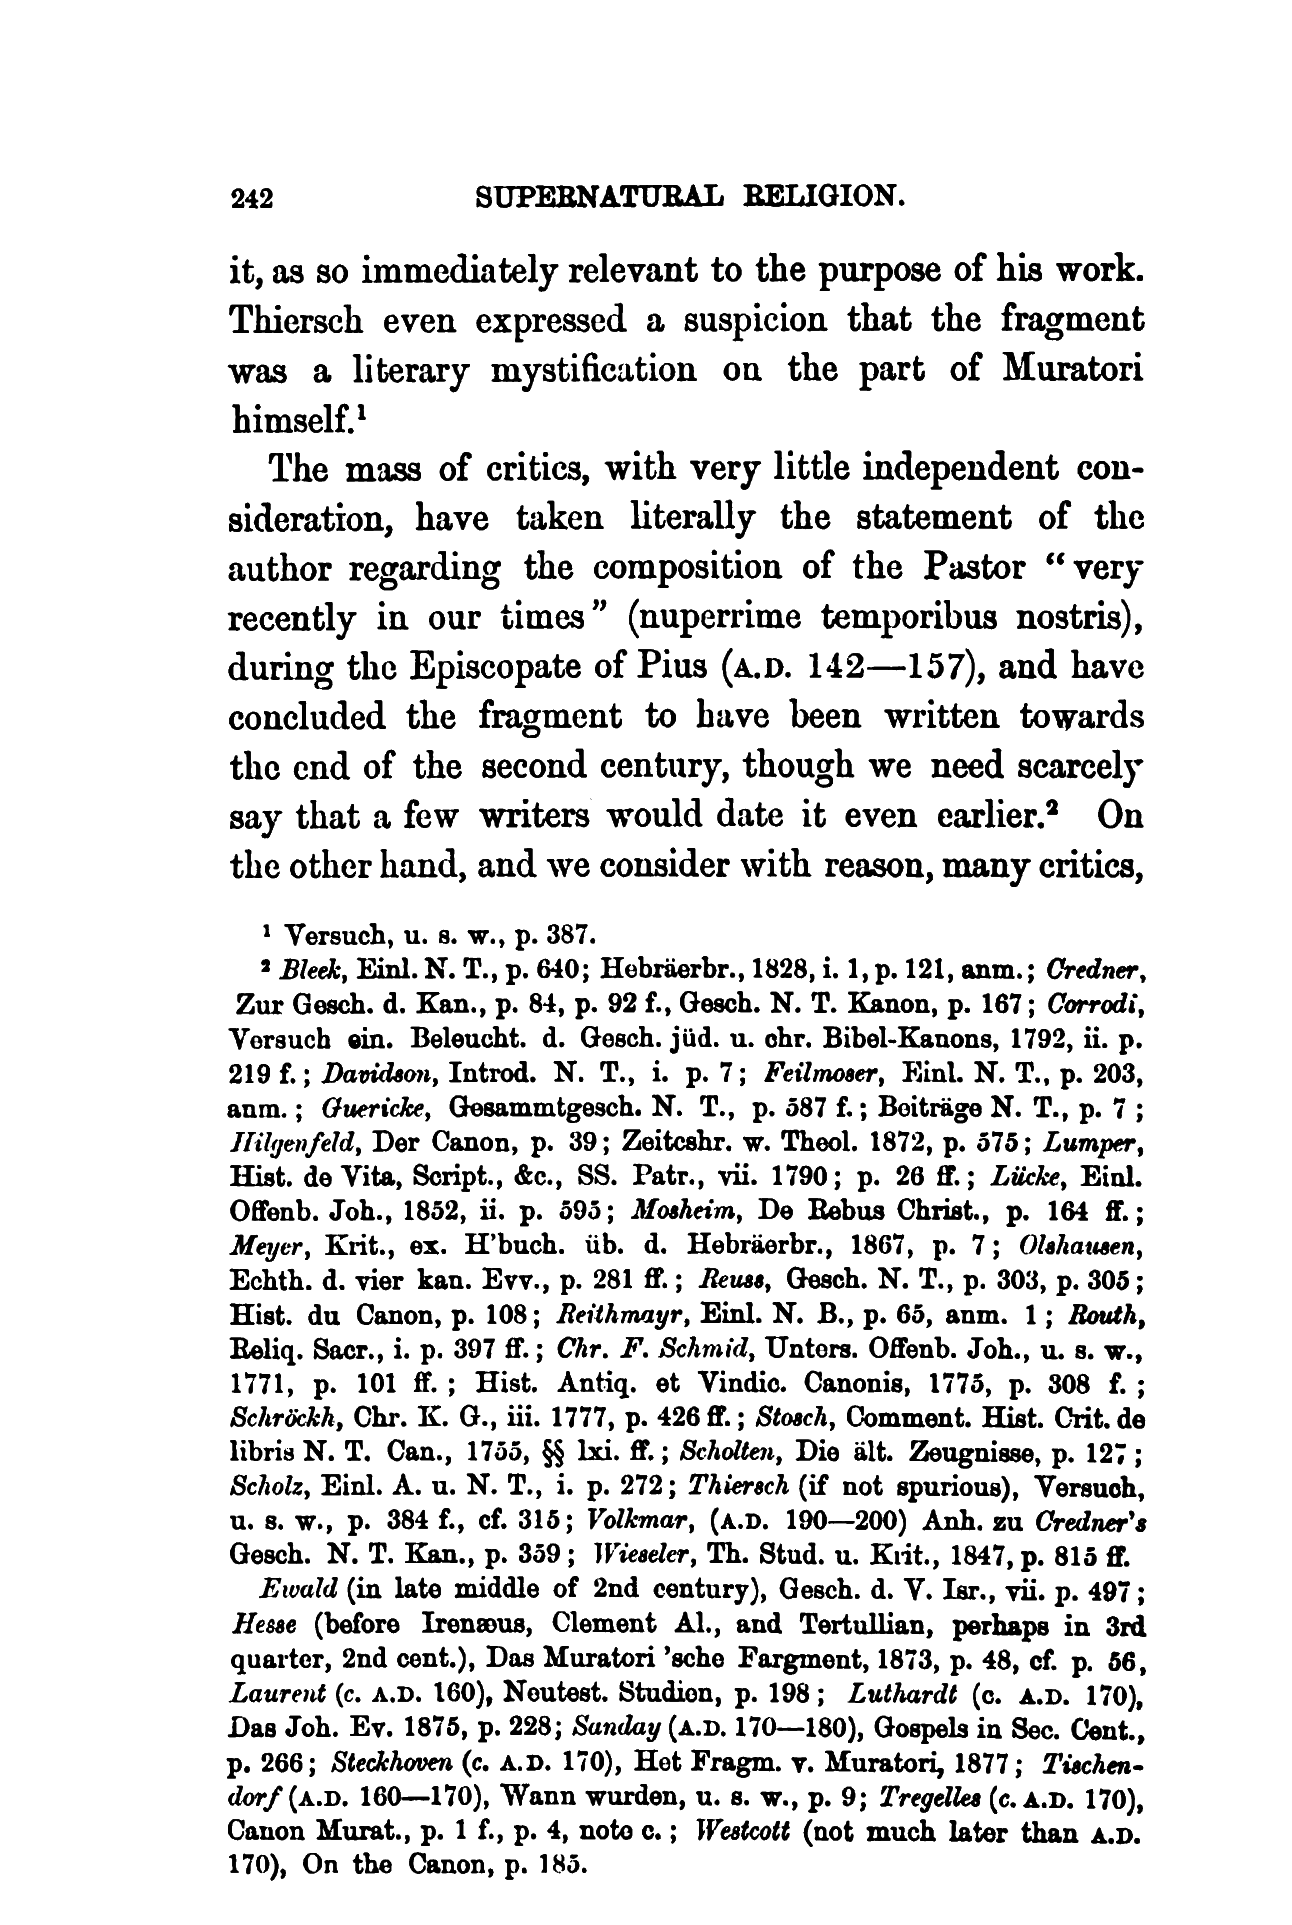 242 SUPERNATURAL RELIGION.
it, as so immediately relevant to the purpose of his work.
Thiersch even expressed a suspicion that the fragment
was a literary mystification on the part of Muratori
himself.¹
The mass of critics, with very little independent con-
sideration, have taken literally the statement of the
author regarding the composition of the Pastor “very
recently in our times” (nuperrime temporibus nostris),
during the Episcopate of Pius (A.D. 142—157), and have
concluded the fragment to have been written towards
the end of the second century, though we need scarcely
say that a few writers would date it even earlier.² On
the other hand, and we consider with reason, many critics,
¹ Versuch, u. s. w., p. 387.
² Bleek, Einl. N. T., p. 640; Hebräerbr., 1828, i. 1, p. 121, anm.; Credner,
Zur Gesch. d. Kan., p. 84, p. 92 f., Gesch. N. T. Kanon, p. 167; Corrodi,
Versuch ein. Beleucht. d. Gesch. jüd. u. chr. Bibel-Kanons, 1792, ii. p.
219 f.; Davidson, Introd. N. T., i. p. 7; Feilmoser, Einl. N. T., p. 203,
anm.; Guericke, Gesammtgesch. N. T., p. 587 f.; Beiträge N. T., p. 7;
Hilgenfeld, Der Canon, p. 39; Zeitcshr. w. Theol. 1872, p. 575; Lumper,
Hist. de Vita, Script., &c., SS. Patr., vii. 1790; p. 26 ff.; Lücke, Einl.
Offenb. Joh., 1852, ii. p. 595; Mosheim, De Rebus Christ., p. 164 ff.;
Meyer, Krit., ex. H’buch. üb. d. Hebräerbr., 1867, p. 7; Olshausen,
Echth. d. vier kan. Evv., p. 281 ff.; Reuss, Gesch. N. T., p. 303, p. 305;
Hist. du Canon, p. 108; Reithmayr, Einl. N. B., p. 65, anm. 1; Routh,
Reliq. Sacr., i. p. 397 ff.; Chr. F. Schmid, Unters. Offenb. Joh., u. s. w.,
1771, p. 101 ff.; Hist. Antiq. et Vindic. Canonis, 1775, p. 308 f.;
Schröckh, Chr. K. G., iii. 1777, p. 426 ff.; Stosch, Comment. Hist. Crit. de
libris N. T. Can., 1755, §§ lxi. ff.; Scholten, Die ält. Zeugnisse, p. 127;
Scholz, Einl. A. u. N. T., i. p. 272; Thiersch (if not spurious), Versuch,
u. s. w., p. 384 f., cf. 315; Volkmar, (A.D. 190—200) Anh. zu Credner’s
Gesch. N. T. Kan., p. 359; Wieseler, Th. Stud. u. Krit., 1847, p. 815 ff.
Ewald (in late middle of 2nd century), Gesch. d. V. Isr., vii. p. 497;
Hesse (before Irenæus, Clement Al., and Tertullian, perhaps in 3rd
quarter, 2nd cent.), Das Muratori ’sche Fargment, 1873, p. 48, cf. p. 56,
Laurent (c. A.D. 160), Neutest. Studien, p. 198; Luthardt (c. A.D. 170),
Das Joh. Ev. 1875, p. 228; Sanday (A.D. 170—180), Gospels in Sec. Cent.,
p. 266; Steckhoven (c. A.D. 170), Het Fragm. v. Muratori, 1877; Tischen-
dorf (A.D. 160—170), Wann wurden, u. s. w., p. 9; Tregelles (c. A.D. 170),
Canon Murat., p. 1 f., p. 4, note c.; Westcott (not much later than A.D.
170), On the Canon, p. 185.